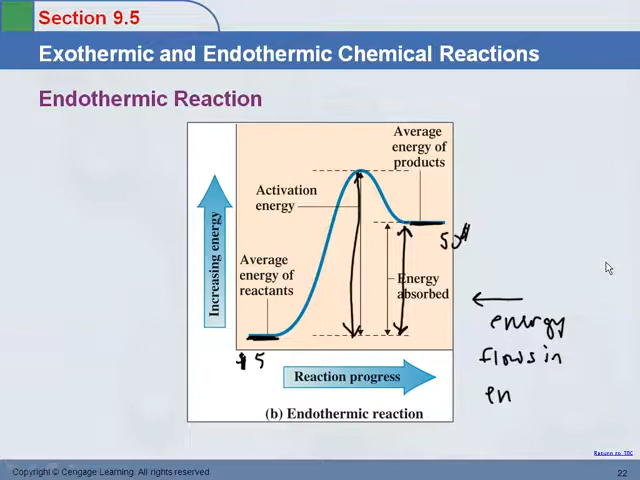 Section 9.5
Exothermic and Endothermic Chemical Reactions
Endothermic Reaction
Average
energy of
products
Activation
energy
Increasing energy
Average
energy of
reactants
Energy
absorbed
energy
flows in
en
Reaction progress
(b) Endothermic reaction
Return to TOC
Copyright © Cengage Learning. All rights reserved
22